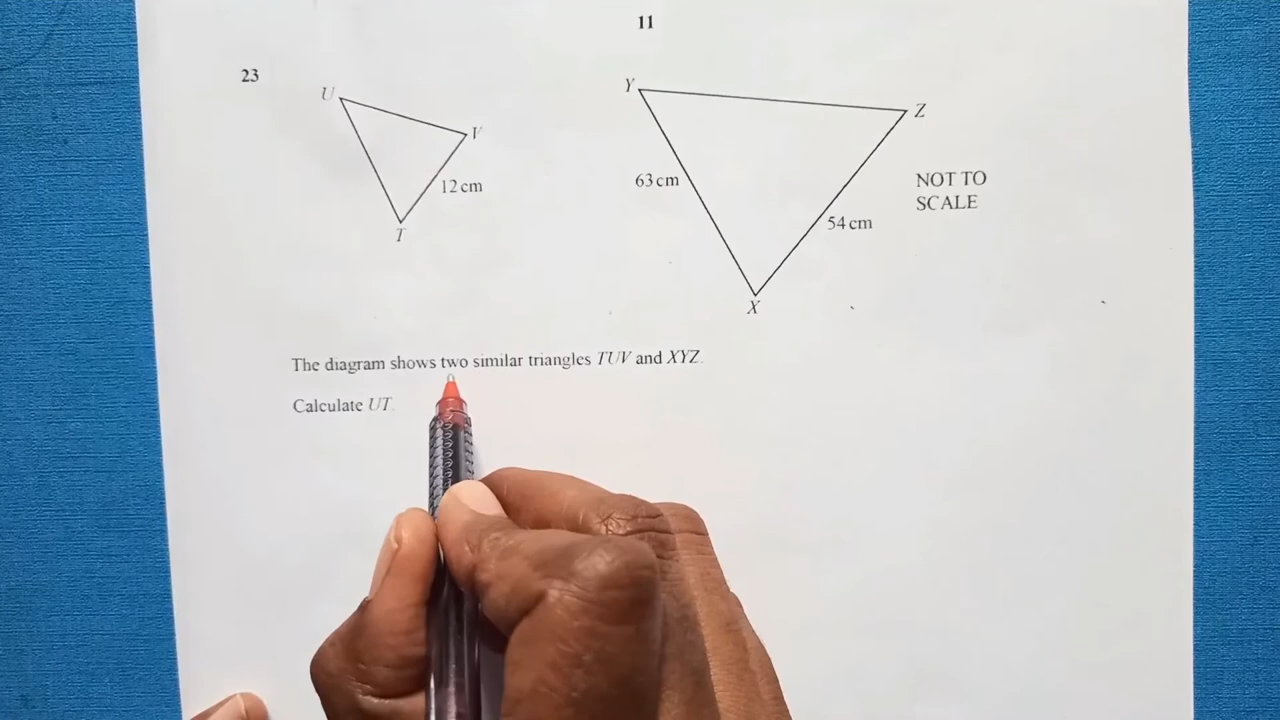 11
23
U
V
12 cm
T
Y
Z
63 cm
54 cm
X
NOT TO
SCALE
The diagram shows two similar triangles TUV and XYZ.
Calculate UT.